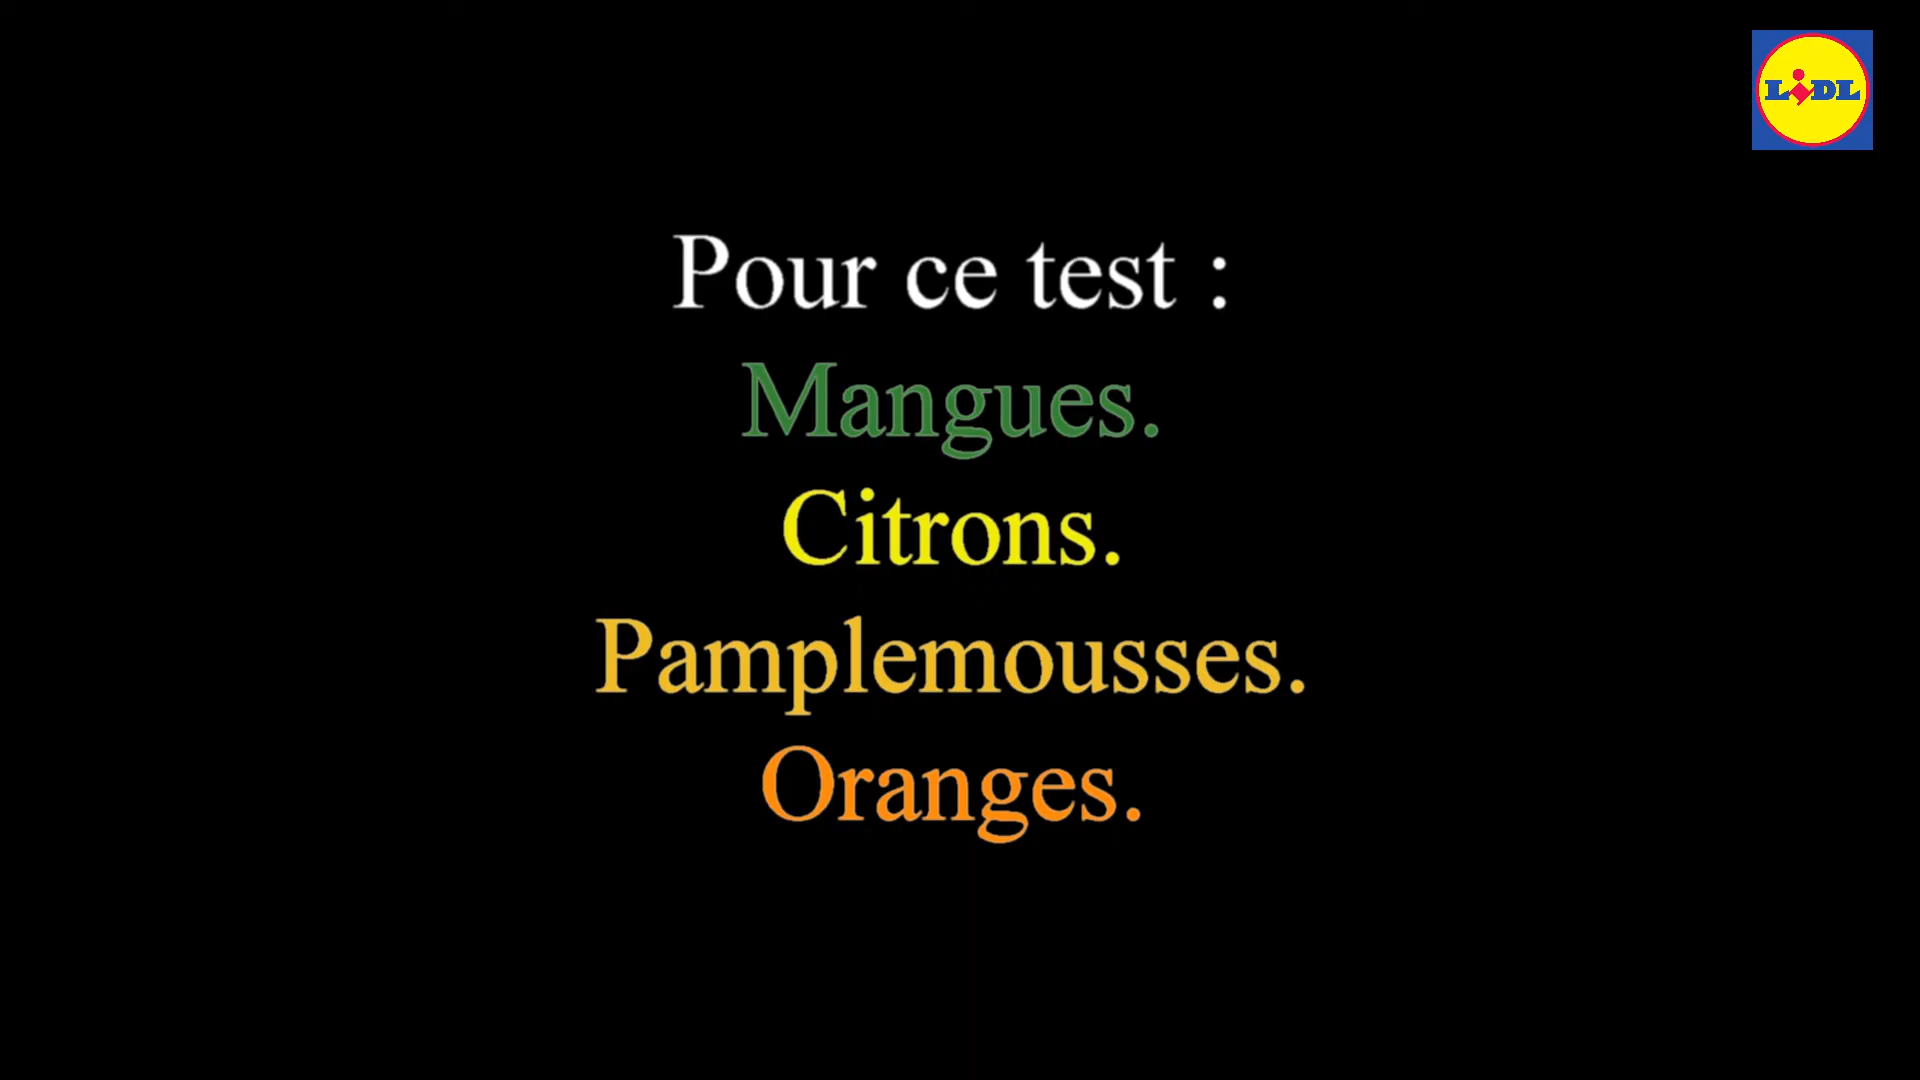 LIDL
Pour ce test :
Mangues.
Citrons.
Pamplemousses.
Oranges.